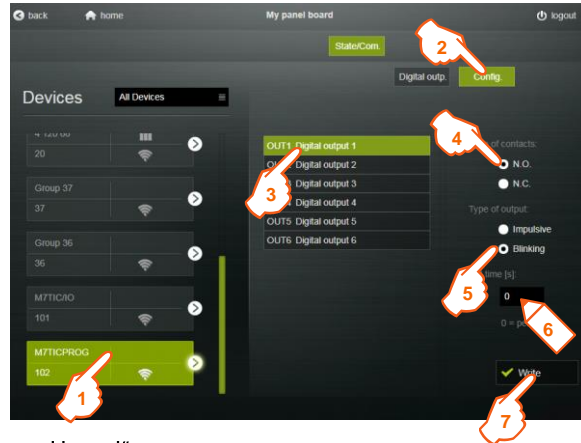 back
home
My panel board
logout
State/Com.
2
Digital outp.
Config.
Devices
All Devices
20
Group 37
37
Group 36
36
M7TIC/IO
101
M7TICPROG
102
1
OUT1 Digital output 1
Digital output 2
Digital output 3
Digital output 4
OUT5 Digital output 5
OUT6 Digital output 6
3
4
of contacts:
N.O.
N.C.
Type of output:
Impulsive
Blinking
5
time [s]:
0
0 =
6
Write
7